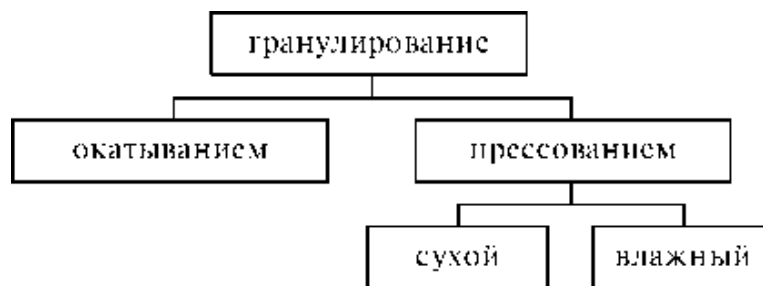 гранулирование
окатыванием
прессованием
сухой
влажный